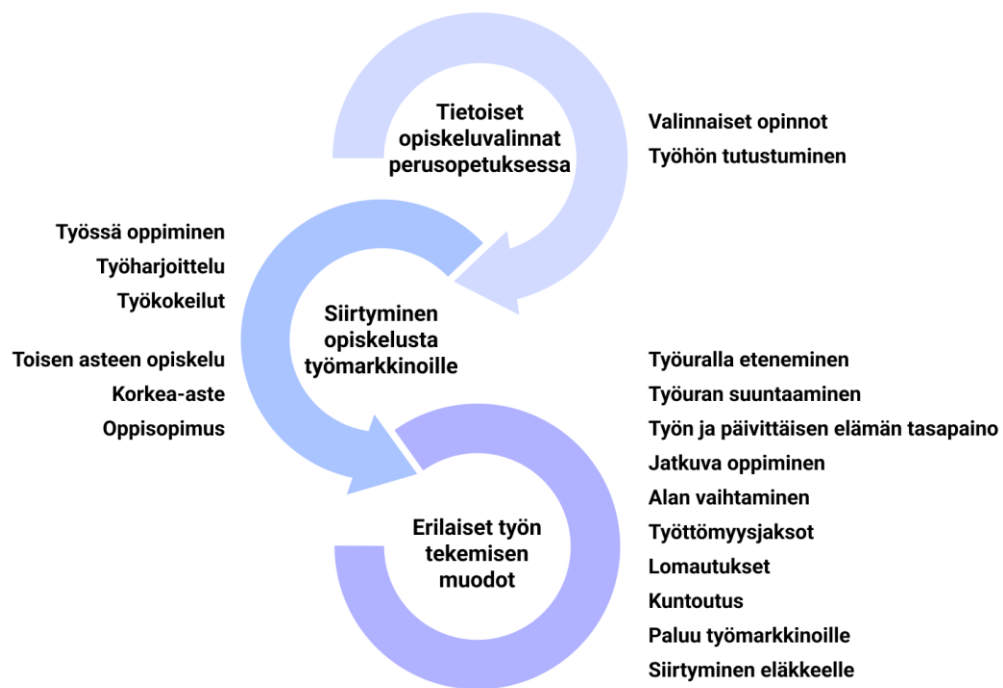 Tietoiset
opiskeluvalinnat
perusopetuksessa
Valinnaiset opinnot
Työhön tutustuminen
Työssä oppiminen
Työharjoittelu
Työkokeilut
Toisen asteen opiskelu
Korkea-aste
Oppisopimus
Siirtyminen
opiskelusta
työmarkkinoille
Erilaiset työn
tekemisen
muodot
Työuralla eteneminen
Työuran suuntaaminen
Työn ja päivittäisen elämän tasapaino
Jatkuva oppiminen
Alan vaihtaminen
Työttömyysjaksot
Lomautukset
Kuntoutus
Paluu työmarkkinoille
Siirtyminen eläkkeelle